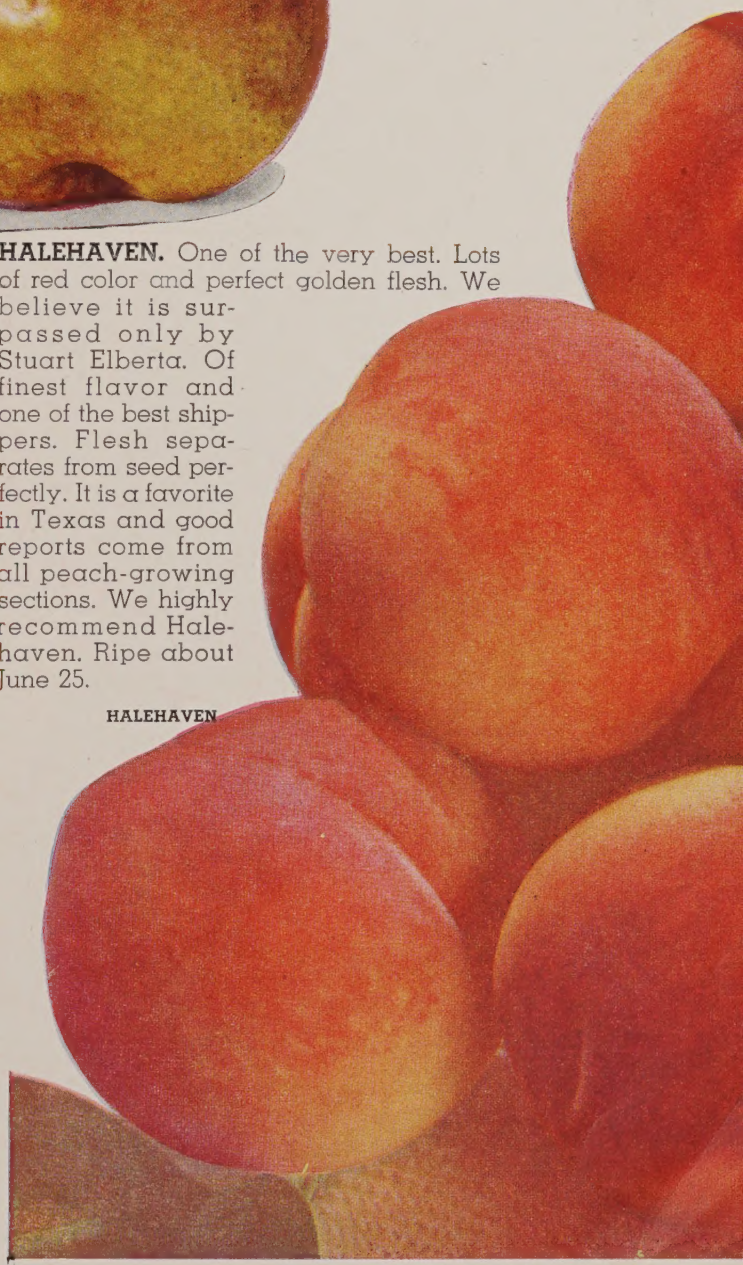 HALEHAVEN. One of the very best. Lots
of red color and perfect golden flesh. We
believe it is sur-
passed only by
Stuart Elberta. Of
finest flavor and
one of the best ship-
pers. Flesh sepa-
rates from seed per-
fectly. It is a favorite
in Texas and good
reports come from
all peach-growing
sections. We highly
recommend Hale-
haven. Ripe about
June 25.
HALEHAVEN